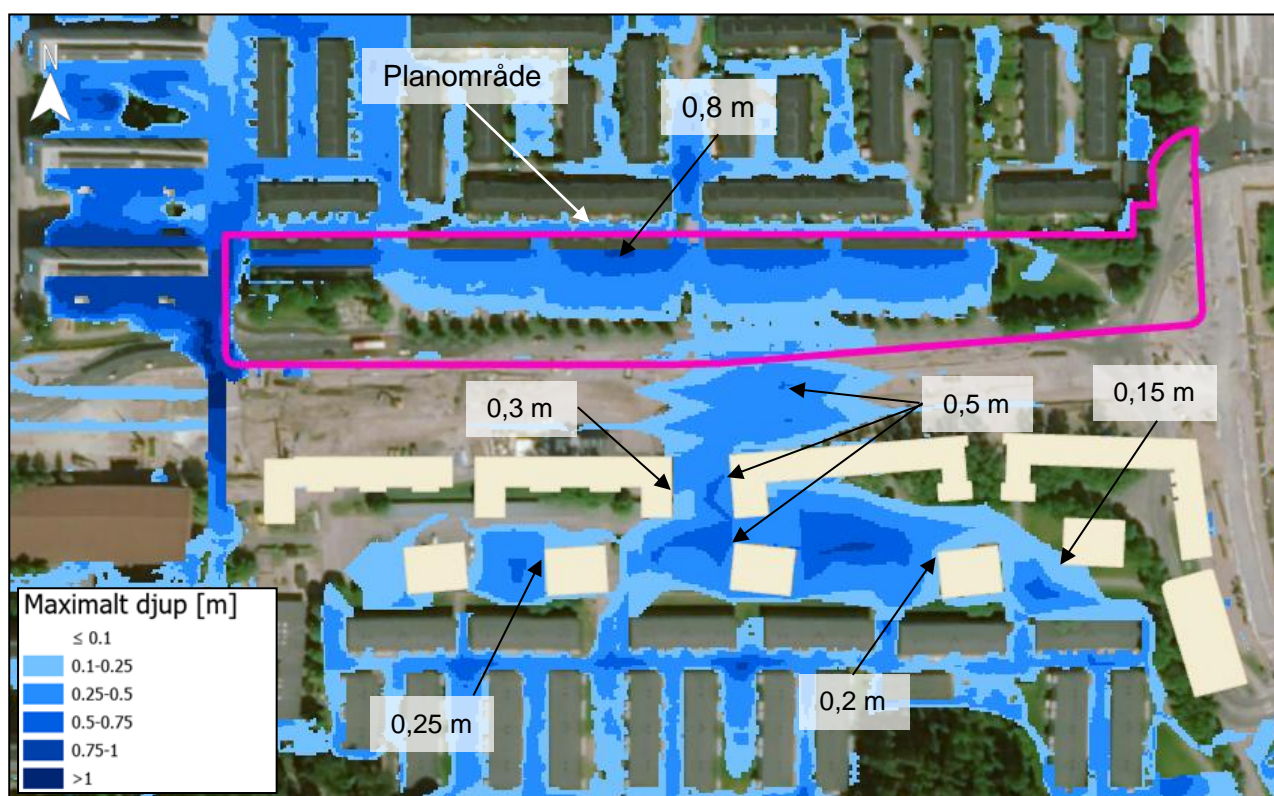 N
Planområde
0,8 m
0,3 m
0,5 m
0,15 m
0,25 m
0,2 m
Maximalt djup [m]
≤ 0.1
0.1-0.25
0.25-0.5
0.5-0.75
0.75-1
>1